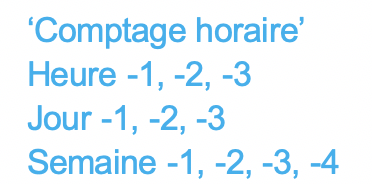 ‘Comptage horaire’
Heure -1, -2, -3
Jour -1, -2, -3
Semaine -1, -2, -3, -4